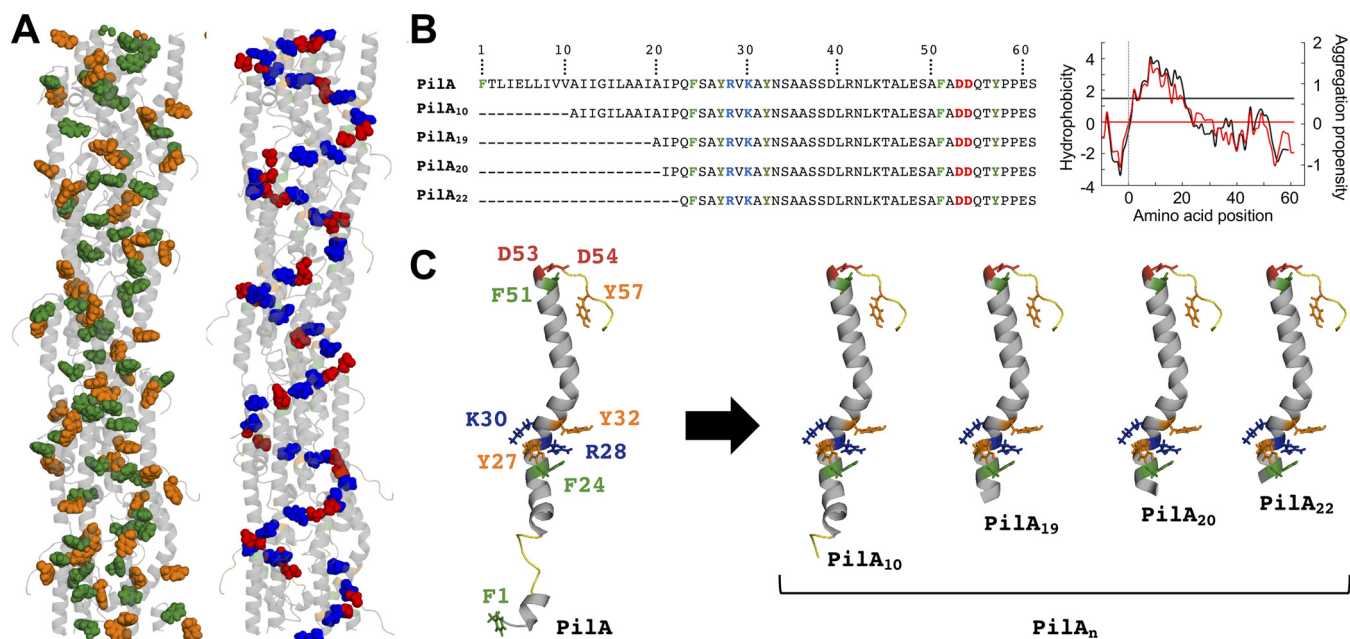 A
B
1 10 20 30 40 50 60
PilA FTLIELLIVVAIIGILAAIAIPQFSAYRVKAYNSAASSDLRNLKTALESAFADDQTYPPES
PilA₁₀ ----------AIIGILAAIAIPQFSAYRVKAYNSAASSDLRNLKTALESAFADDQTYPPES
PilA₁₉ -------------------AIPQFSAYRVKAYNSAASSDLRNLKTALESAFADDQTYPPES
PilA₂₀ --------------------IPQFSAYRVKAYNSAASSDLRNLKTALESAFADDQTYPPES
PilA₂₂ ----------------------QFSAYRVKAYNSAASSDLRNLKTALESAFADDQTYPPES
Hydrophobicity
4
2
0
-2
-4
2
1
0
-1
Aggregation propensity
0 20 40 60
Amino acid position
C
D53 D54
F51 Y57
K30 Y32
R28
Y27
F24
F1
PilA
PilA₁₀
PilA₁₉
PilA₂₀
PilA₂₂
PilAₙ